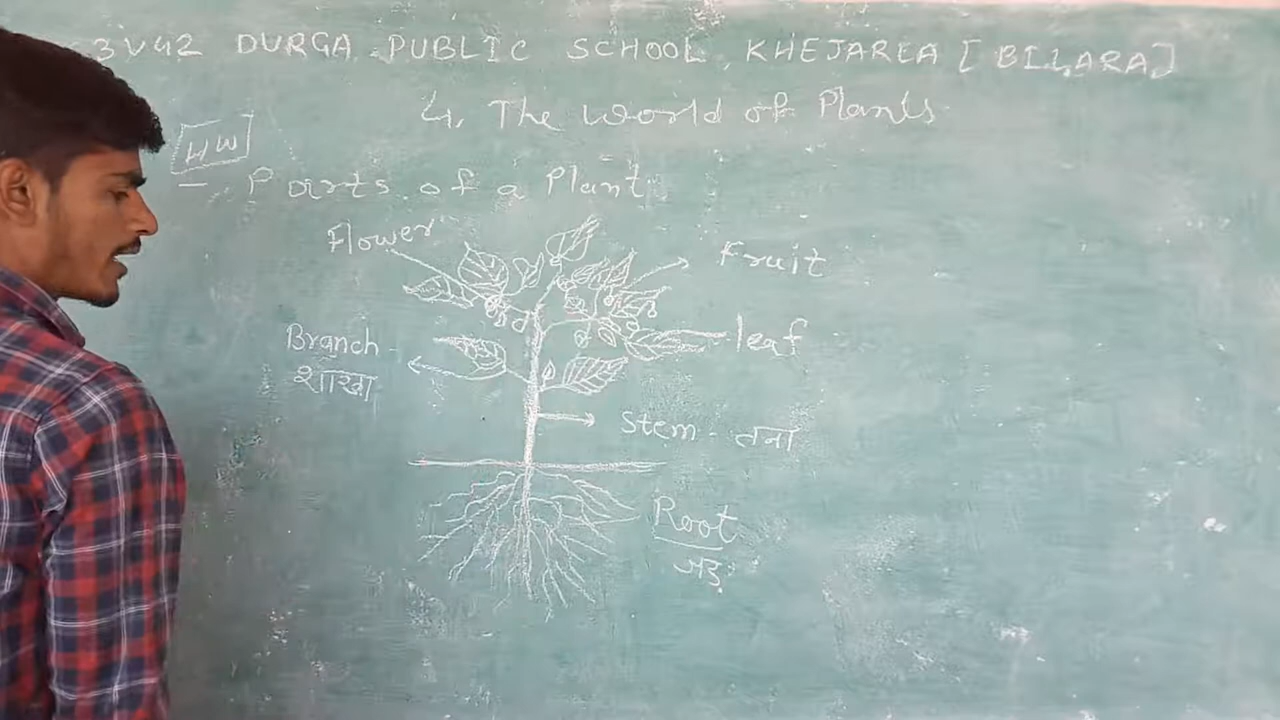 DURGA PUBLIC SCHOOL, KHEJARLA [BILARA]
4. The World of Plants
HW
- Parts of a Plant
Flower
Fruit
Branch
शाखा
leaf
Stem - तना
Root
जड़